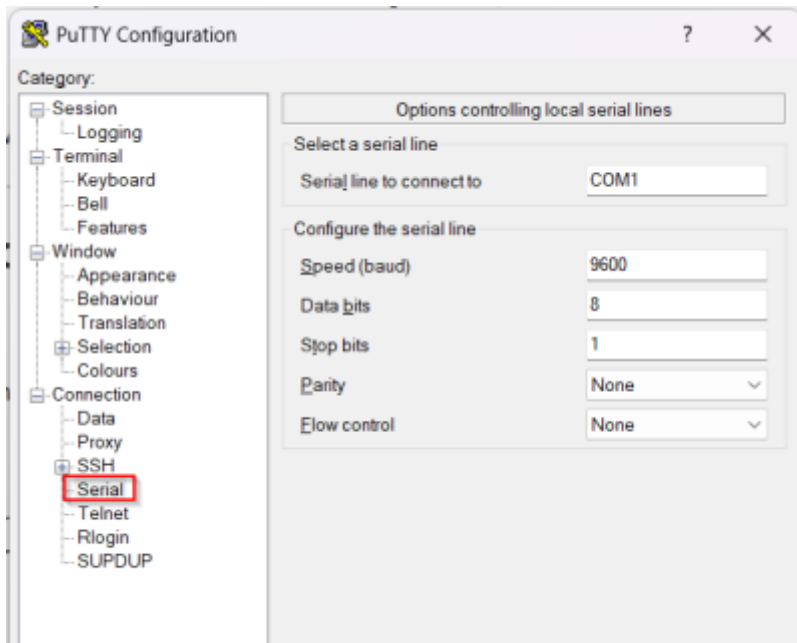 PuTTY Configuration ?
Category:
Session
Logging
Terminal
Keyboard
Bell
Features
Window
Appearance
Behaviour
Translation
Selection
Colours
Connection
Data
Proxy
SSH
Serial
Telnet
Rlogin
SUPDUP
Options controlling local serial lines
Select a serial line
Serial line to connect to COM1
Configure the serial line
Speed (baud) 9600
Data bits 8
Stop bits 1
Parity None
Flow control None